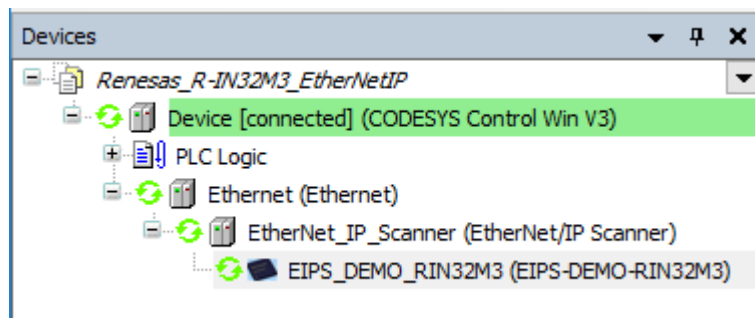 Devices
Renesas_R-IN32M3_EtherNetIP
Device [connected] (CODESYS Control Win V3)
PLC Logic
Ethernet (Ethernet)
EtherNet_IP_Scanner (EtherNet/IP Scanner)
EIPS_DEMO_RIN32M3 (EIPS-DEMO-RIN32M3)